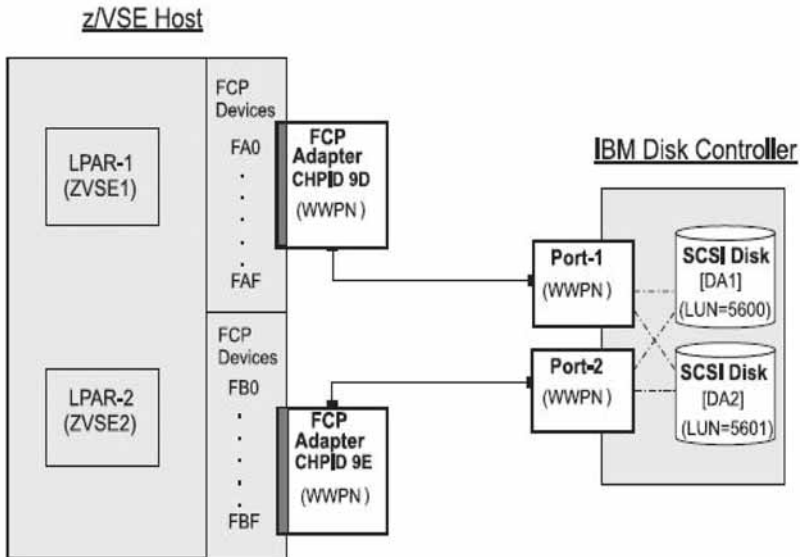 z/VSE Host
LPAR-1
(ZVSE1)
LPAR-2
(ZVSE2)
FCP
Devices
FA0
FAF
FCP
Devices
FB0
FBF
FCP
Adapter
CHPID 9D
(WWPN)
FCP
Adapter
CHPID 9E
(WWPN)
IBM Disk Controller
Port-1
(WWPN)
Port-2
(WWPN)
SCSI Disk
[DA1]
(LUN=5600)
SCSI Disk
[DA2]
(LUN=5601)